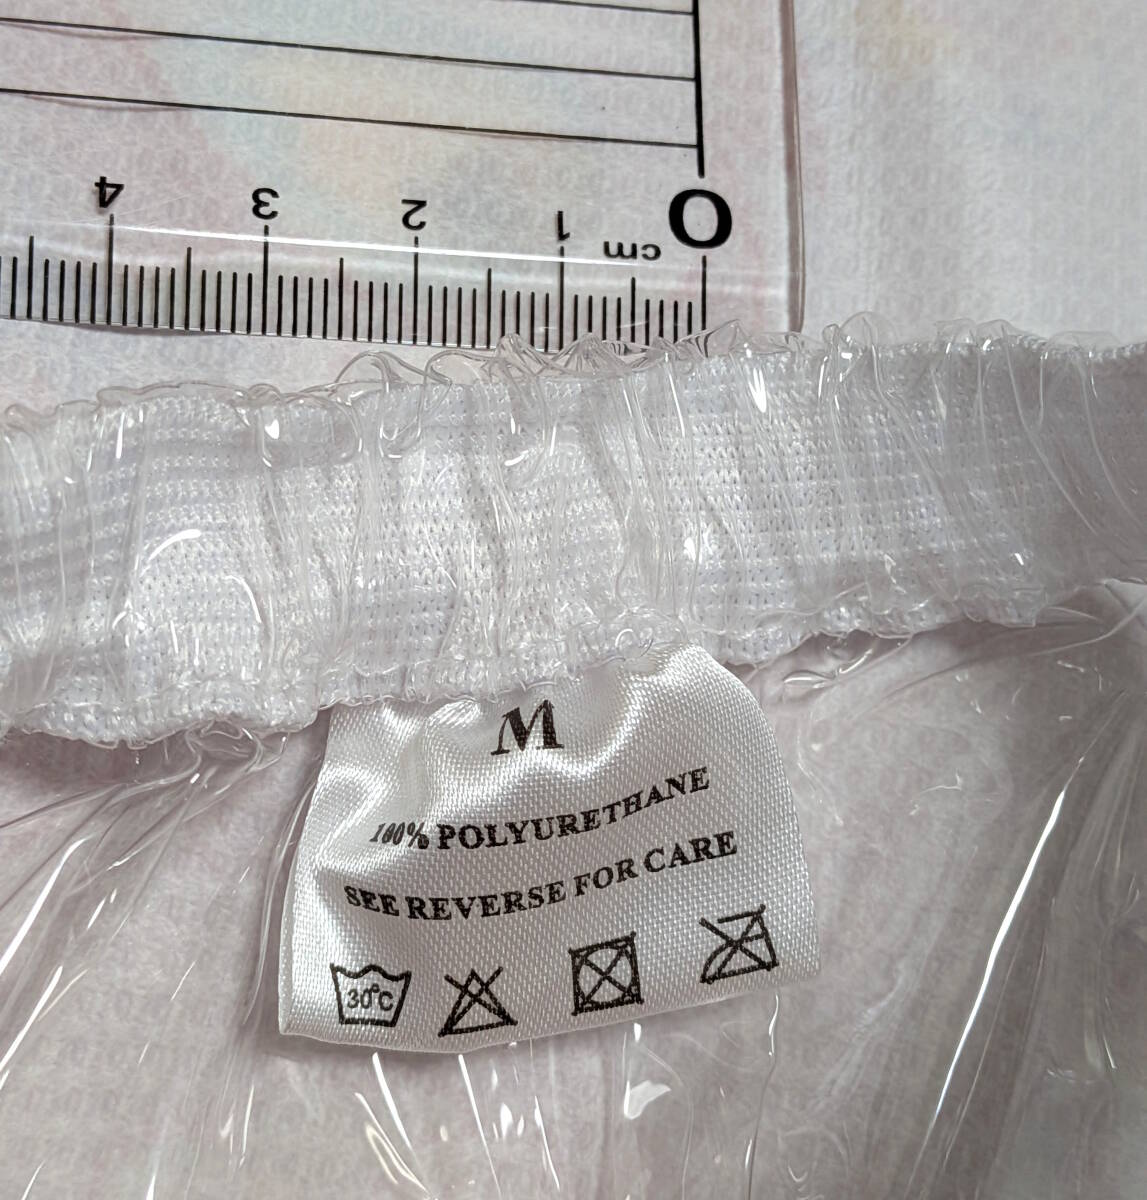 4 3 2 1 cm 0
M
100% POLYURETHANE
SEE REVERSE FOR CARE
30°C